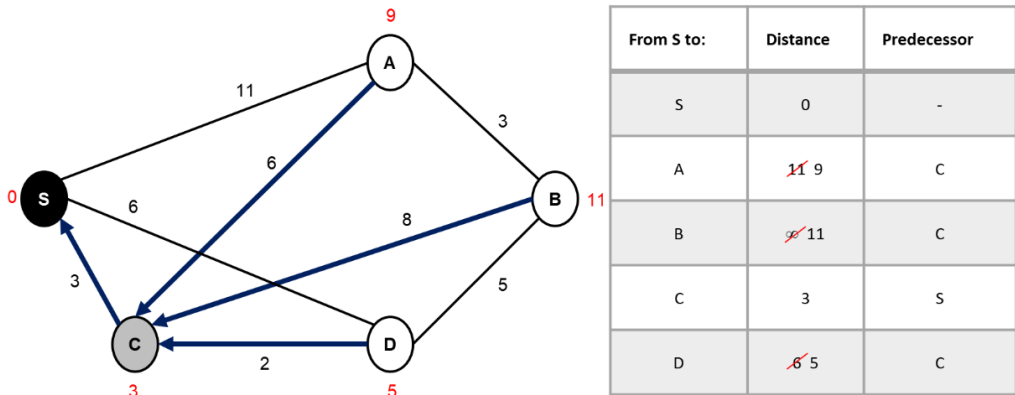 9
A
11
3
6
0
S
6
8
B
11
3
5
C
2
D
3
5
From S to: Distance Predecessor
S 0 -
A 11 9 C
B ∞ 11 C
C 3 S
D 6 5 C